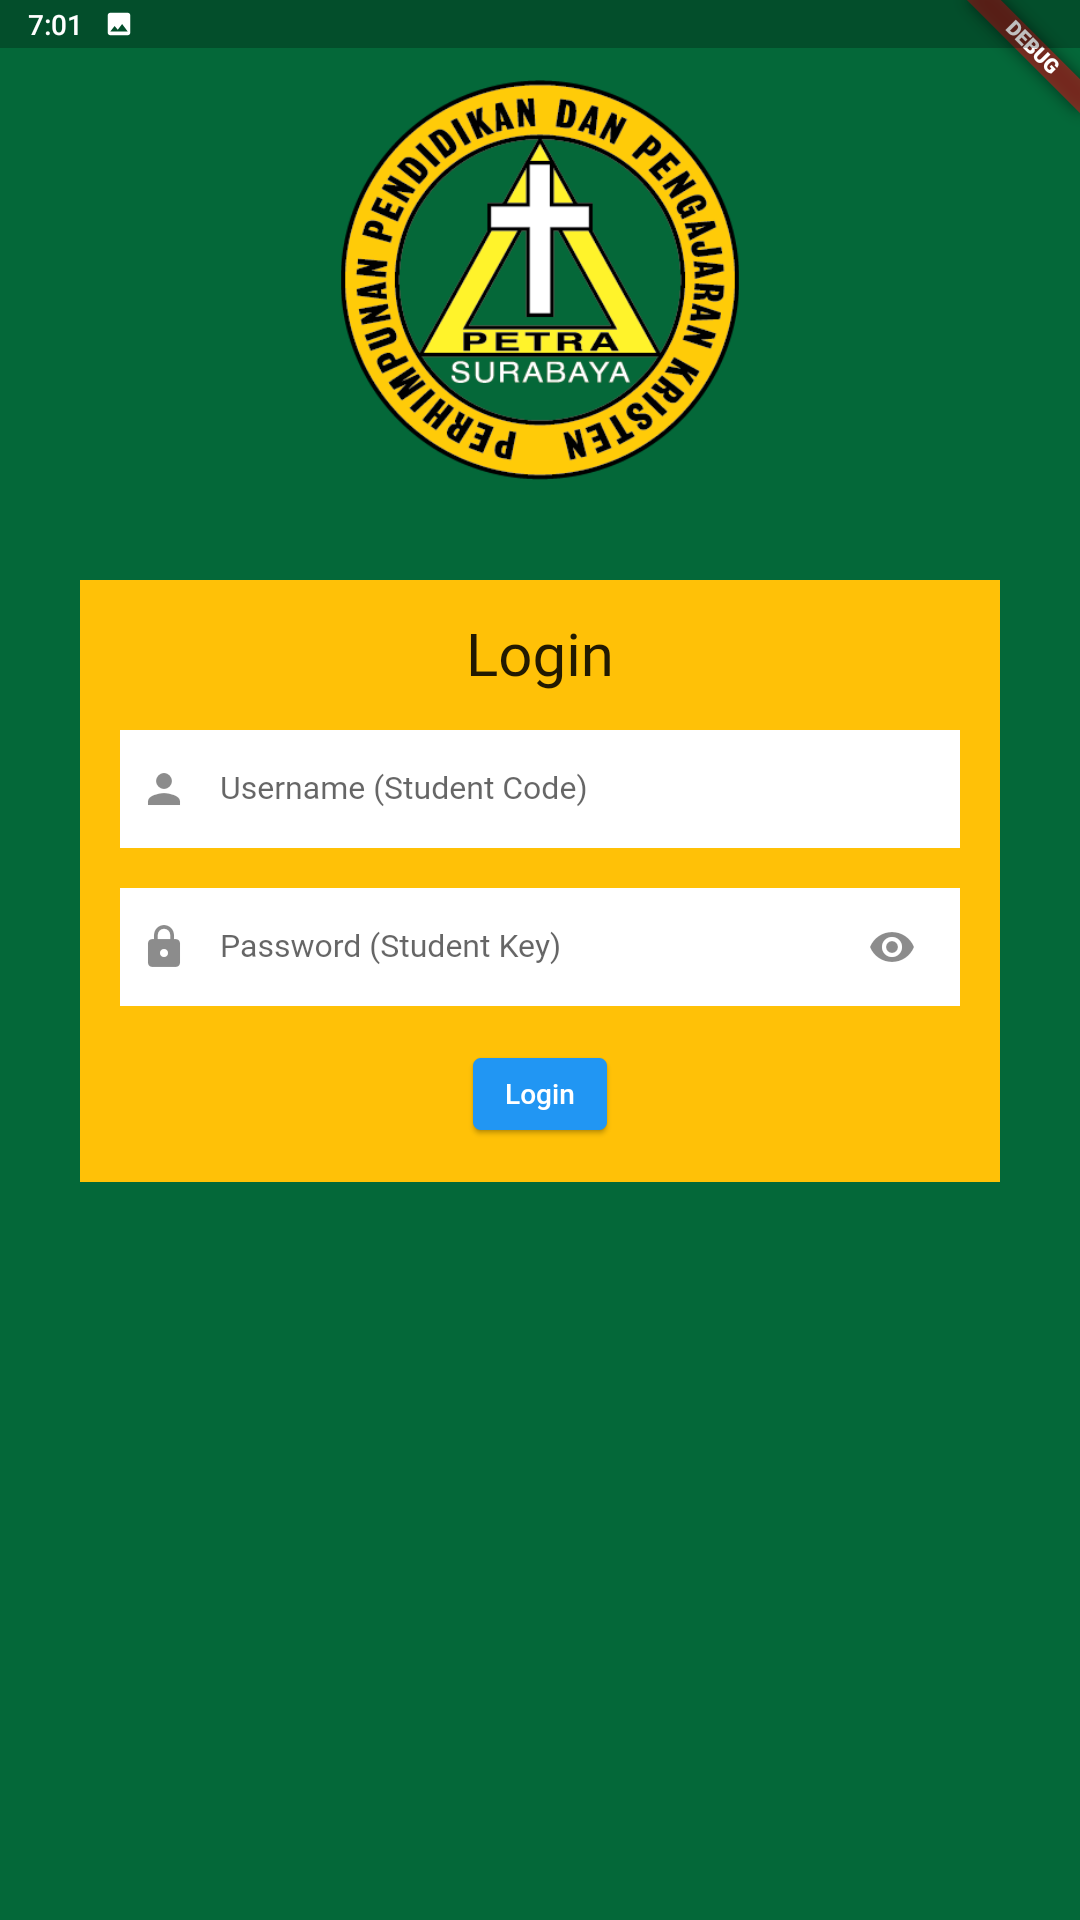 7:01
DEBUG
PERHIMPUNAN PENDIDIKAN DAN PENGAJARAN KRISTEN
PETRA
SURABAYA
Login
Username (Student Code)
Password (Student Key)
Login